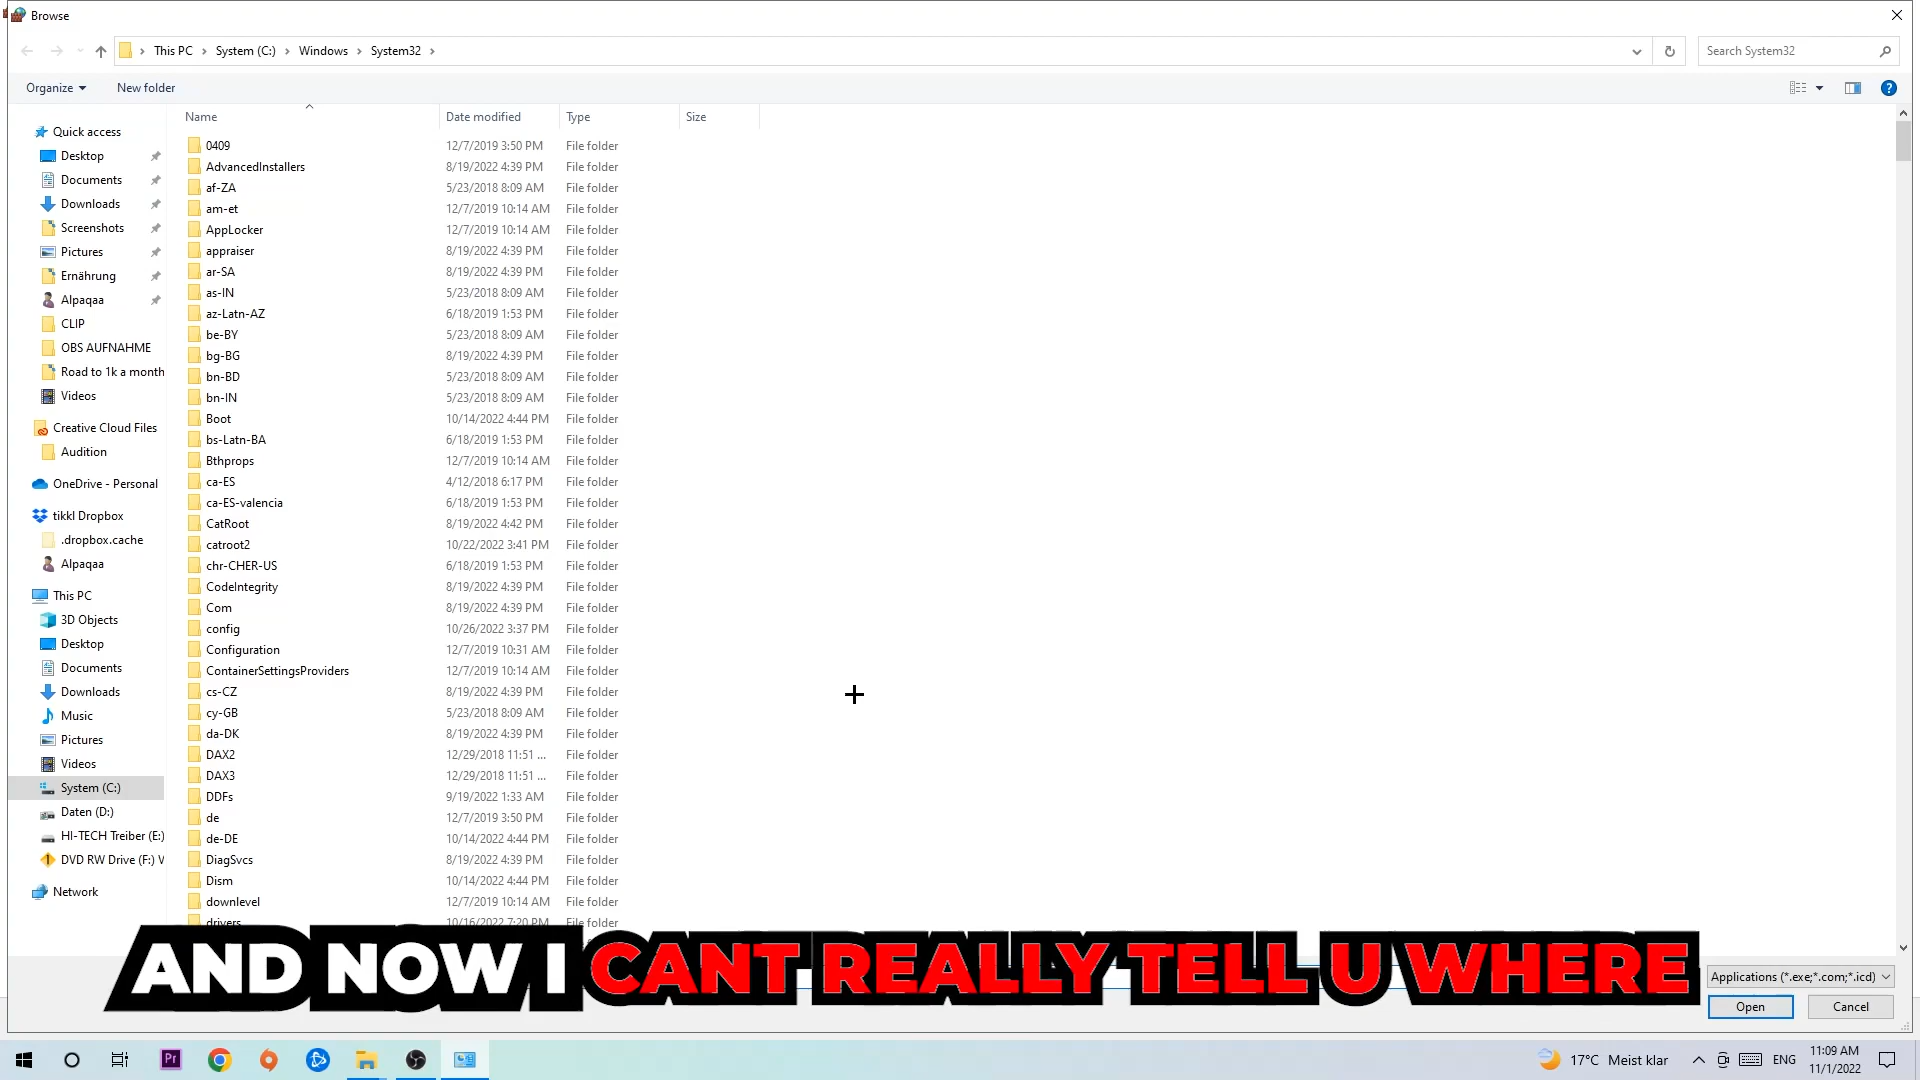 Browse
This PC > System (C:) > Windows > System32 >
Search System32
Organize
New folder
Name Date modified Type Size
Quick access
Desktop
Documents
Downloads
Screenshots
Pictures
Ernährung
Alpaqaa
CLIP
OBS AUFNAHME
Road to 1k a month
Videos
Creative Cloud Files
Audition
OneDrive - Personal
tikkl Dropbox
.dropbox.cache
Alpaqaa
This PC
3D Objects
Desktop
Documents
Downloads
Music
Pictures
Videos
System (C:)
Daten (D:)
HI-TECH Treiber (E:)
DVD RW Drive (F:) V
Network
0409 12/7/2019 3:50 PM File folder
AdvancedInstallers 8/19/2022 4:39 PM File folder
af-ZA 5/23/2018 8:09 AM File folder
am-et 12/7/2019 10:14 AM File folder
AppLocker 12/7/2019 10:14 AM File folder
appraiser 8/19/2022 4:39 PM File folder
ar-SA 8/19/2022 4:39 PM File folder
as-IN 5/23/2018 8:09 AM File folder
az-Latn-AZ 6/18/2019 1:53 PM File folder
be-BY 5/23/2018 8:09 AM File folder
bg-BG 8/19/2022 4:39 PM File folder
bn-BD 5/23/2018 8:09 AM File folder
bn-IN 5/23/2018 8:09 AM File folder
Boot 10/14/2022 4:44 PM File folder
bs-Latn-BA 6/18/2019 1:53 PM File folder
Bthprops 12/7/2019 10:14 AM File folder
ca-ES 4/12/2018 6:17 PM File folder
ca-ES-valencia 6/18/2019 1:53 PM File folder
CatRoot 8/19/2022 4:42 PM File folder
catroot2 10/22/2022 3:41 PM File folder
chr-CHER-US 6/18/2019 1:53 PM File folder
CodeIntegrity 8/19/2022 4:39 PM File folder
Com 8/19/2022 4:39 PM File folder
config 10/26/2022 3:37 PM File folder
Configuration 12/7/2019 10:31 AM File folder
ContainerSettingsProviders 12/7/2019 10:14 AM File folder
cs-CZ 8/19/2022 4:39 PM File folder
cy-GB 5/23/2018 8:09 AM File folder
da-DK 8/19/2022 4:39 PM File folder
DAX2 12/29/2018 11:51 ... File folder
DAX3 12/29/2018 11:51 ... File folder
DDFs 9/19/2022 1:33 AM File folder
de 12/7/2019 3:50 PM File folder
de-DE 10/14/2022 4:44 PM File folder
DiagSvcs 8/19/2022 4:39 PM File folder
Dism 10/14/2022 4:44 PM File folder
downlevel 12/7/2019 10:14 AM File folder
drivers 10/16/2022 7:20 PM File folder
AND NOW I CANT REALLY TELL U WHERE
Applications (*.exe;*.com;*.icd)
Open Cancel
Pr
17°C Meist klar
ENG
11:09 AM
11/1/2022